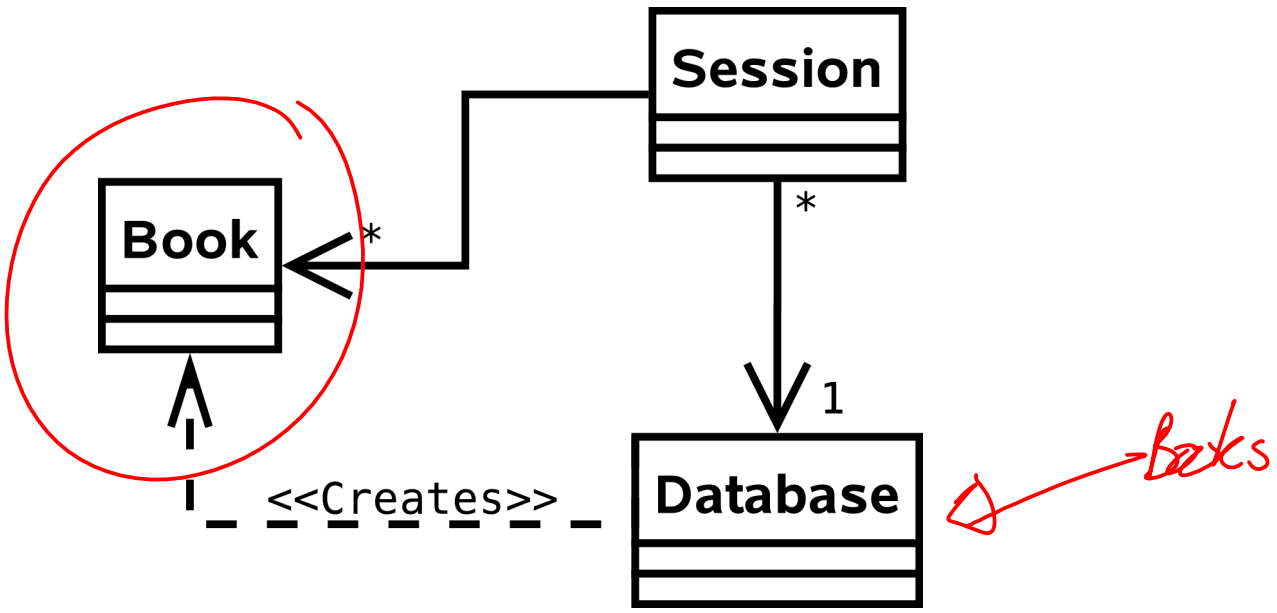 Session
*
Book
*
1
<<Creates>>
Database
Books